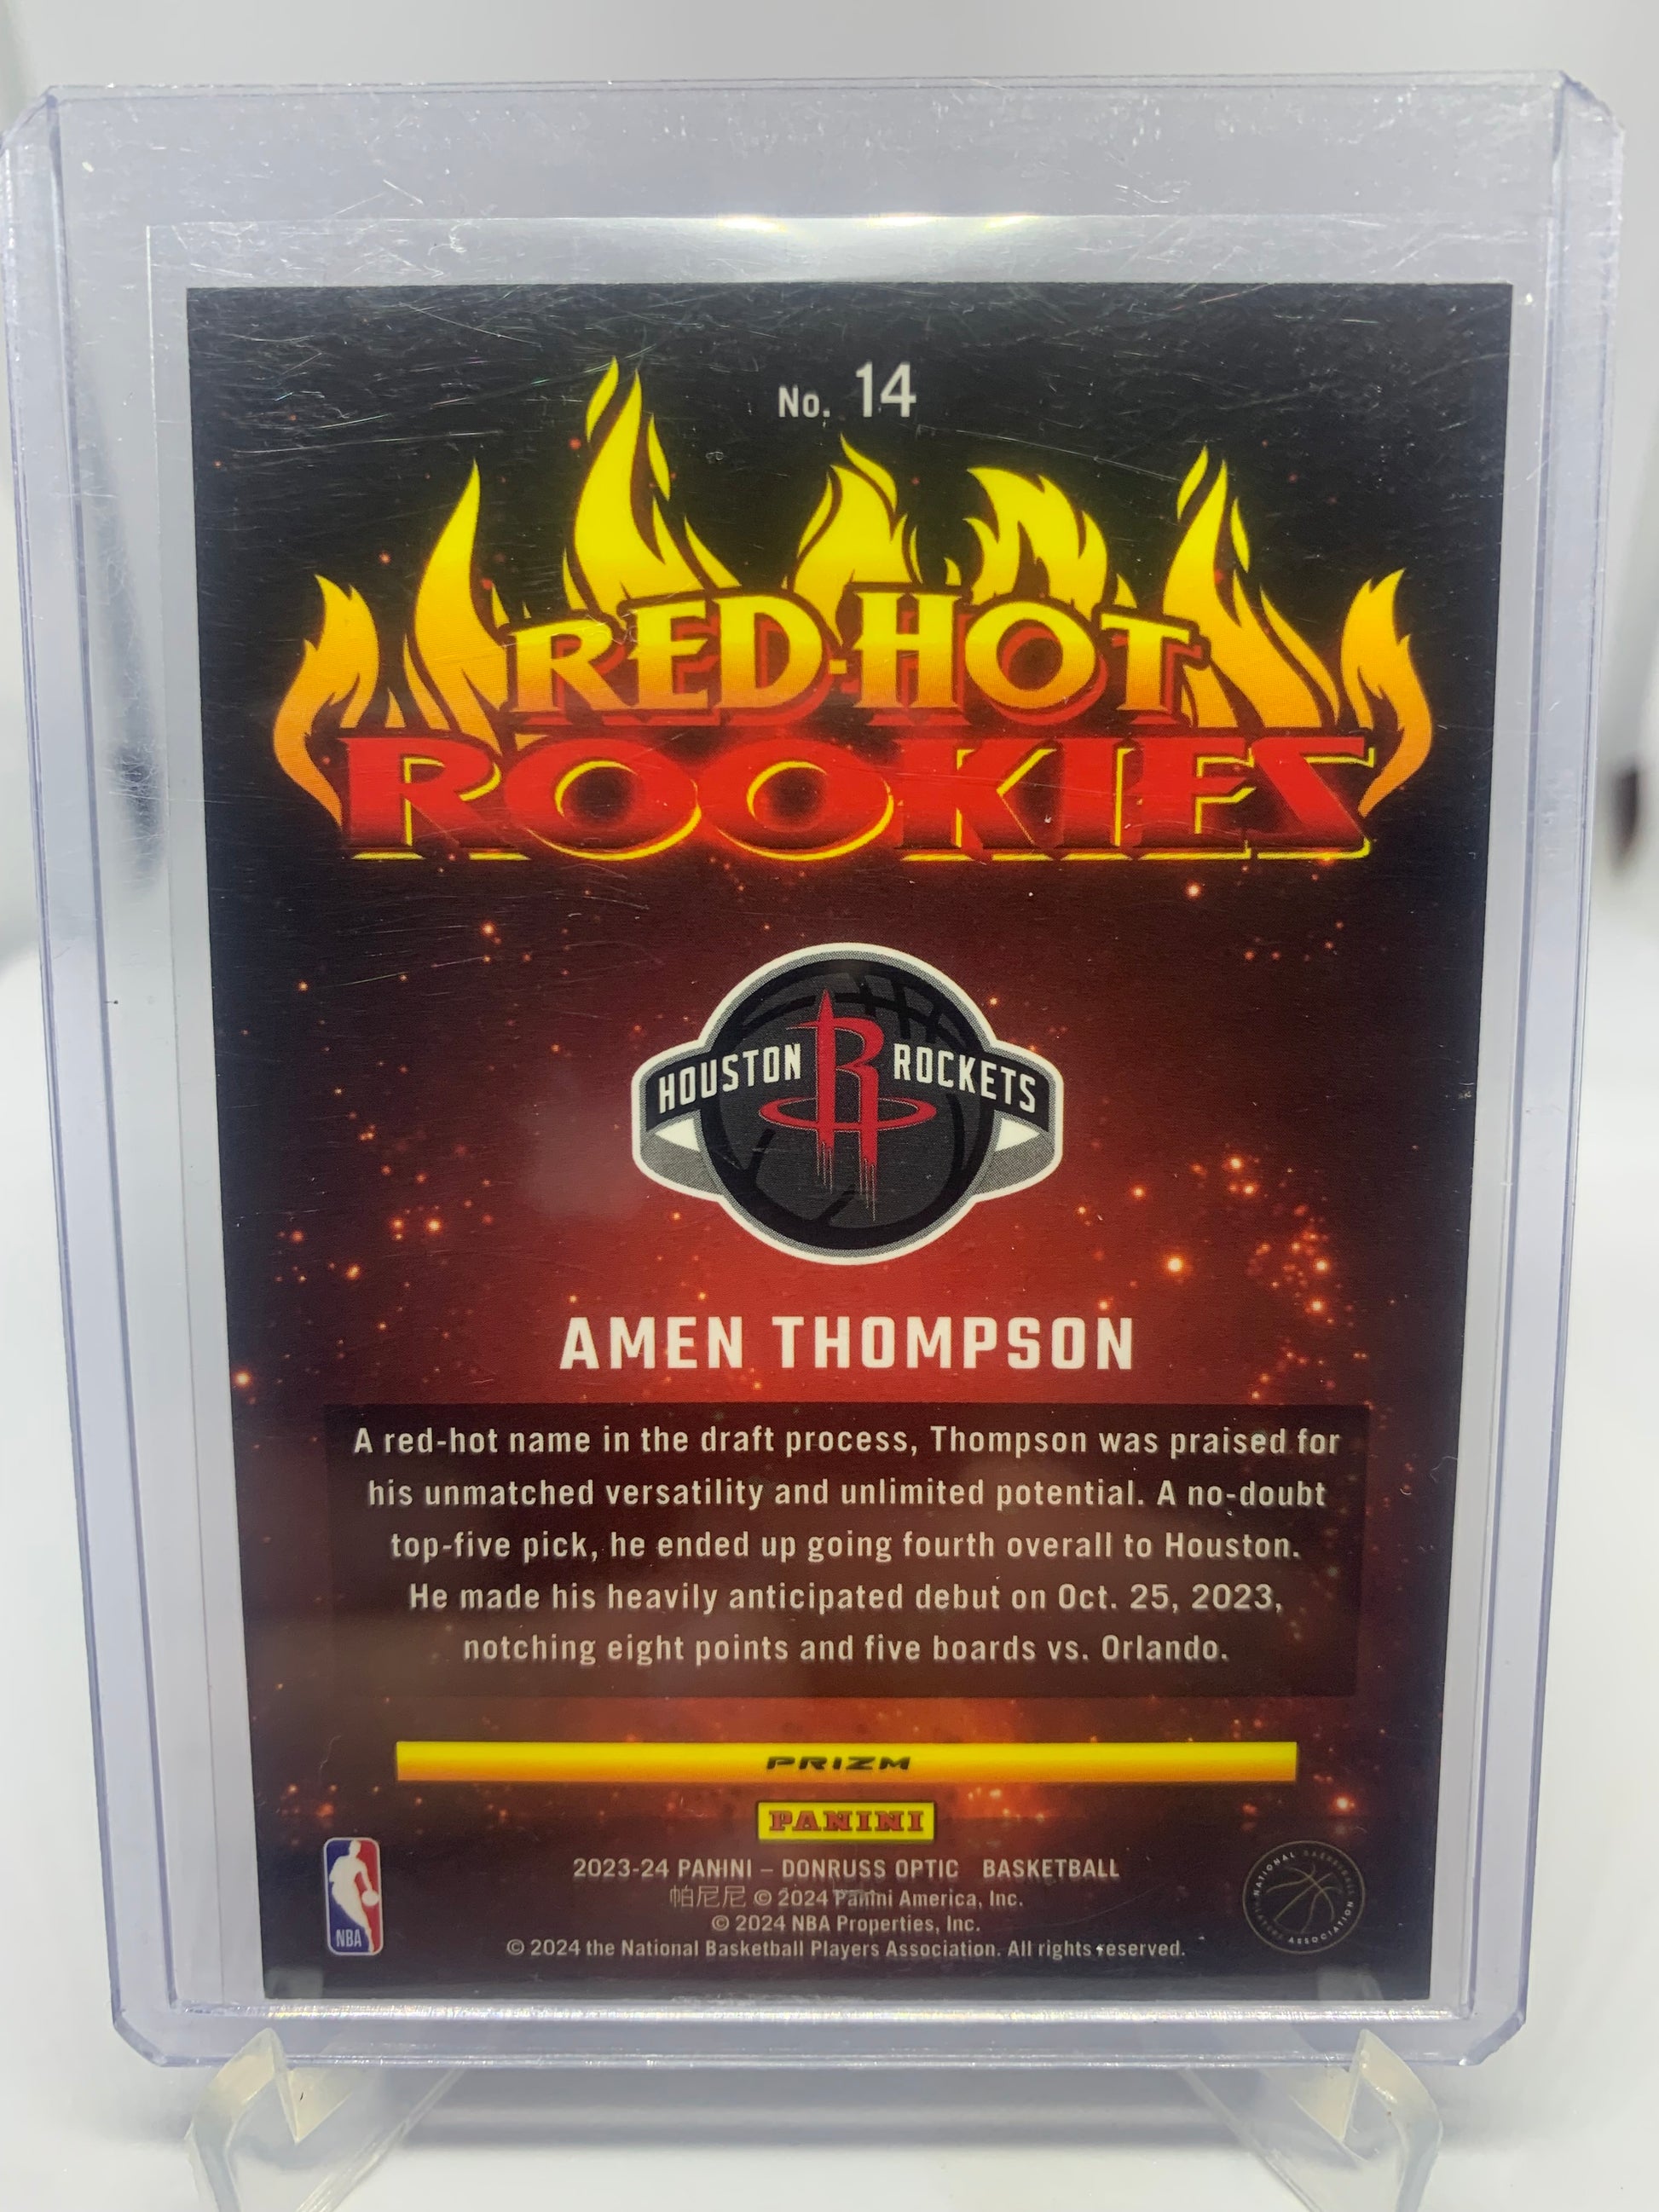 No. 14
RED-HOT
ROOKIES
HOUSTON ROCKETS
AMEN THOMPSON
A red-hot name in the draft process, Thompson was praised for
his unmatched versatility and unlimited potential. A no-doubt
top-five pick, he ended up going fourth overall to Houston.
He made his heavily anticipated debut on Oct. 25, 2023,
notching eight points and five boards vs. Orlando.
PRIZM
PANINI
2023-24 PANINI – DONRUSS OPTIC BASKETBALL
帕尼尼 © 2024 Panini America, Inc.
© 2024 NBA Properties, Inc.
© 2024 the National Basketball Players Association. All rights reserved.
NBA
NATIONAL BASKETBALL PLAYERS ASSOCIATION